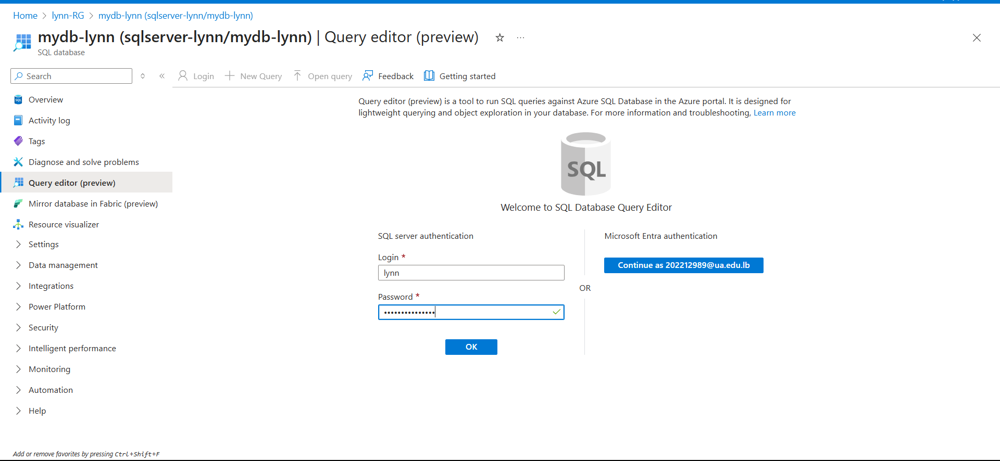 Home > lynn-RG > mydb-lynn (sqlserver-lynn/mydb-lynn)
mydb-lynn (sqlserver-lynn/mydb-lynn) | Query editor (preview)
SQL database
Search
Login
New Query
Open query
Feedback
Getting started
Overview
Activity log
Tags
Diagnose and solve problems
Query editor (preview)
Mirror database in Fabric (preview)
Resource visualizer
Settings
Data management
Integrations
Power Platform
Security
Intelligent performance
Monitoring
Automation
Help
Add or remove favorites by pressing Ctrl+Shift+F
Query editor (preview) is a tool to run SQL queries against Azure SQL Database in the Azure portal. It is designed for
lightweight querying and object exploration in your database. For more information and troubleshooting, Learn more
SQL
Welcome to SQL Database Query Editor
SQL server authentication
Login *
lynn
Password *
•••••••••••••••
OK
OR
Microsoft Entra authentication
Continue as 202212989@ua.edu.lb